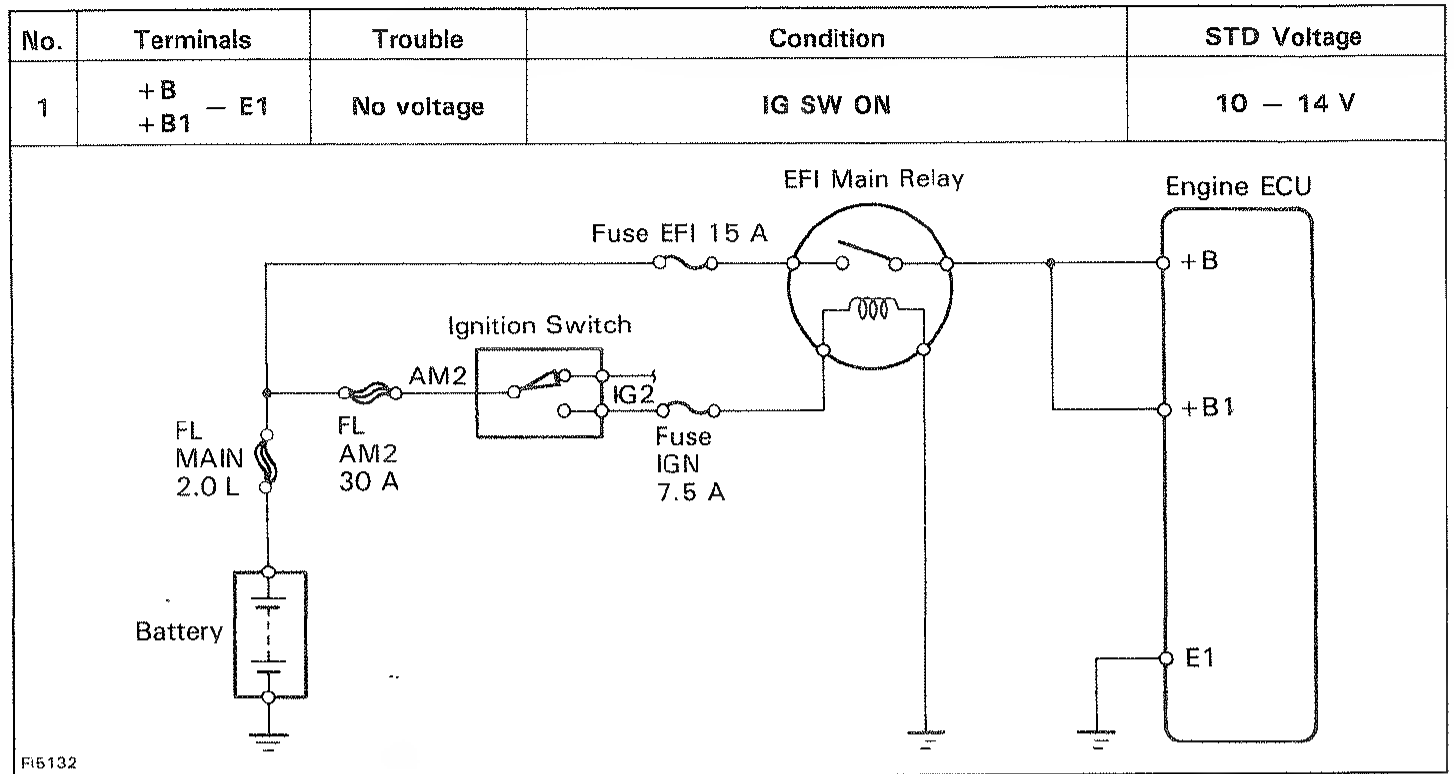 No. Terminals Trouble Condition STD Voltage
1 +B +B1 – E1 No voltage IG SW ON 10 – 14 V
EFI Main Relay
Engine ECU
Fuse EFI 15 A
+B
Ignition Switch
AM2
IG2
+B1
FL
MAIN
2.0 L
FL
AM2
30 A
Fuse
IGN
7.5 A
Battery
E1
FI5132